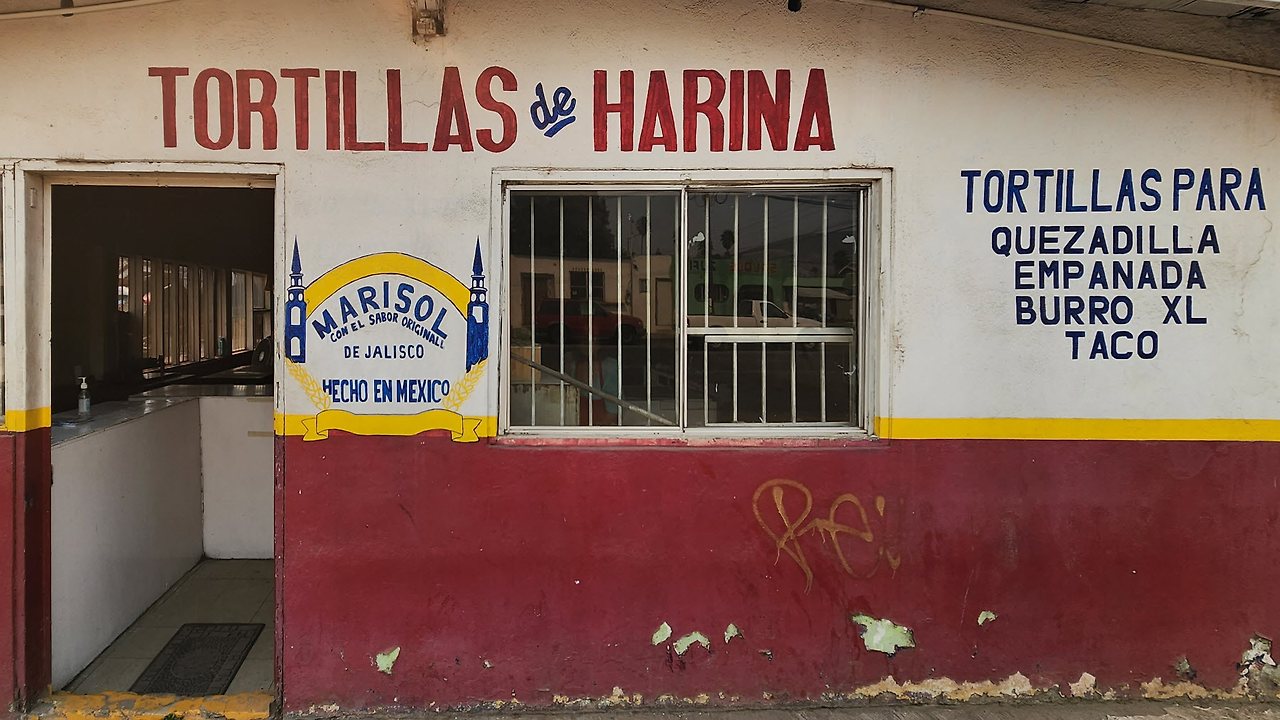 TORTILLAS de HARINA
MARISOL
CON EL SABOR ORIGINALL
DE JALISCO
HECHO EN MEXICO
TORTILLAS PARA
QUEZADILLA
EMPANADA
BURRO XL
TACO